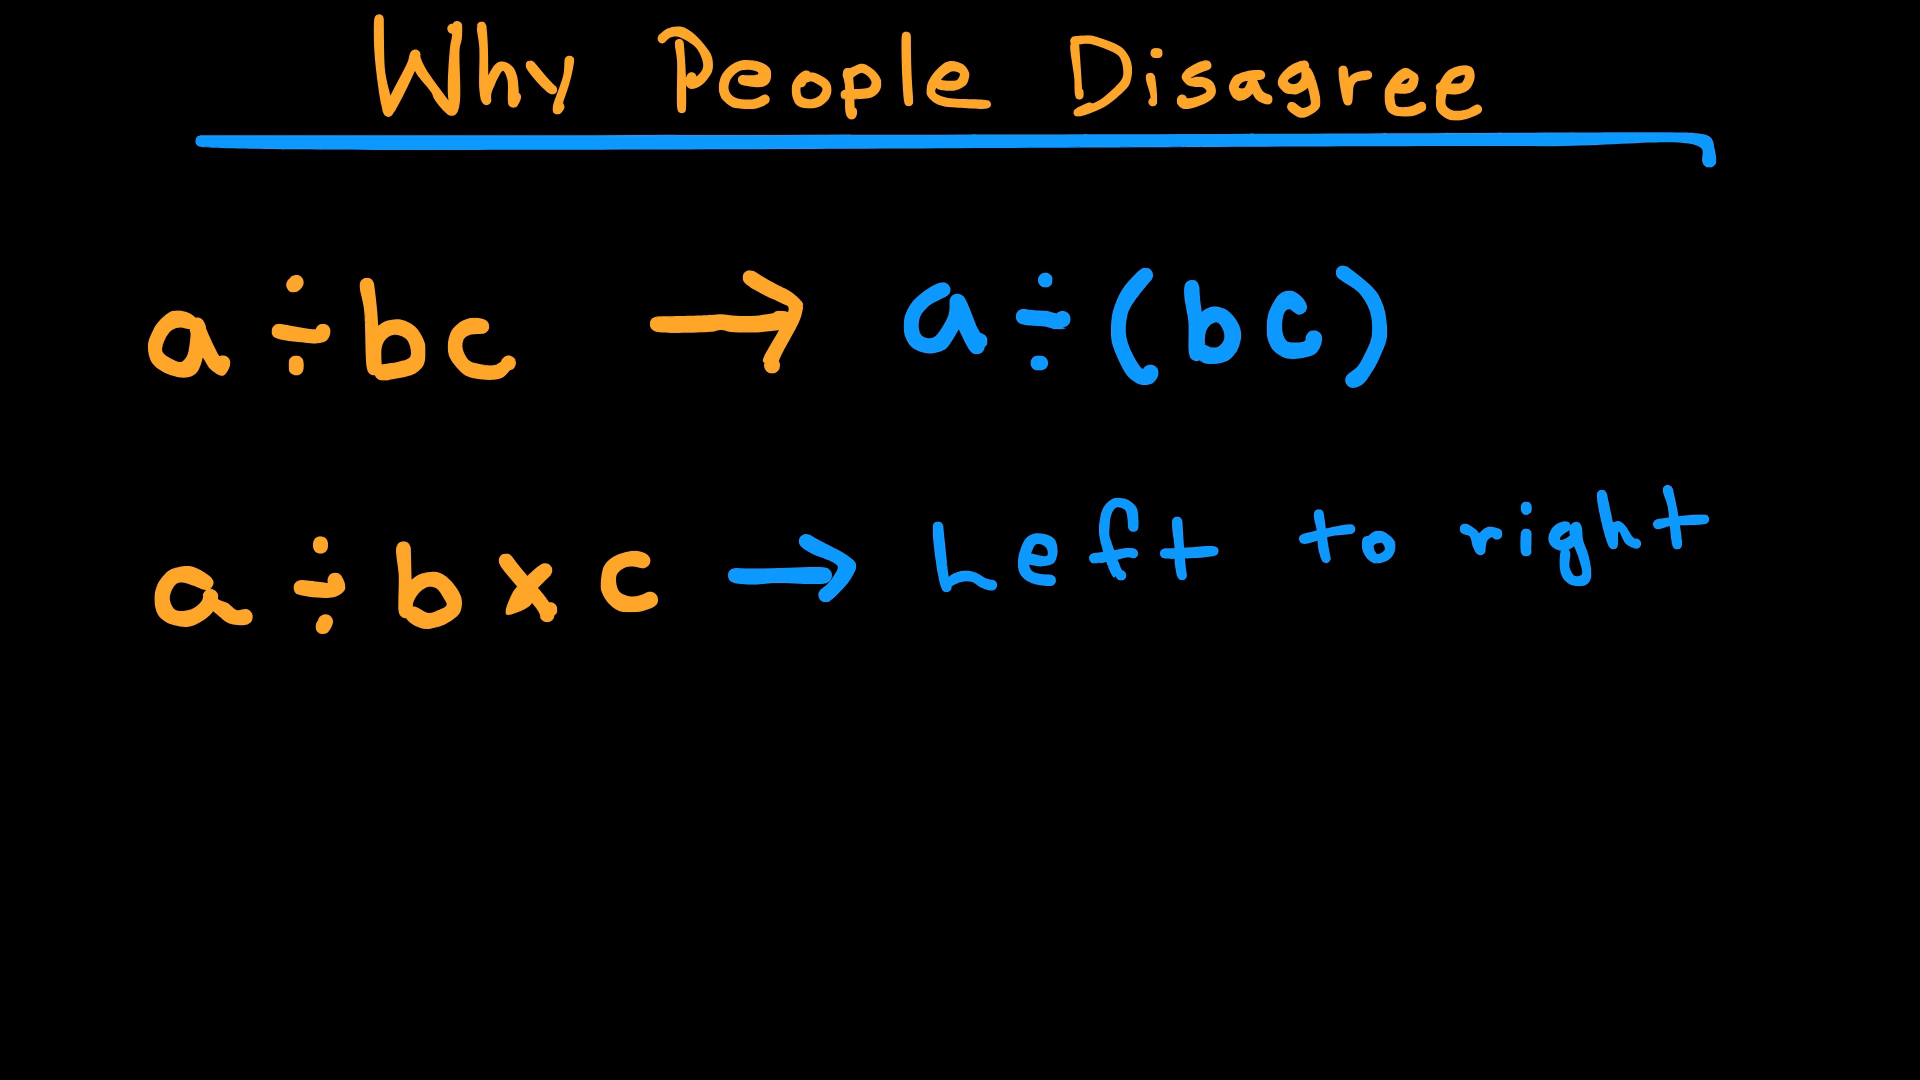 Why People Disagree
a ÷ bc → a ÷ (bc)
a ÷ b x c → Left to right